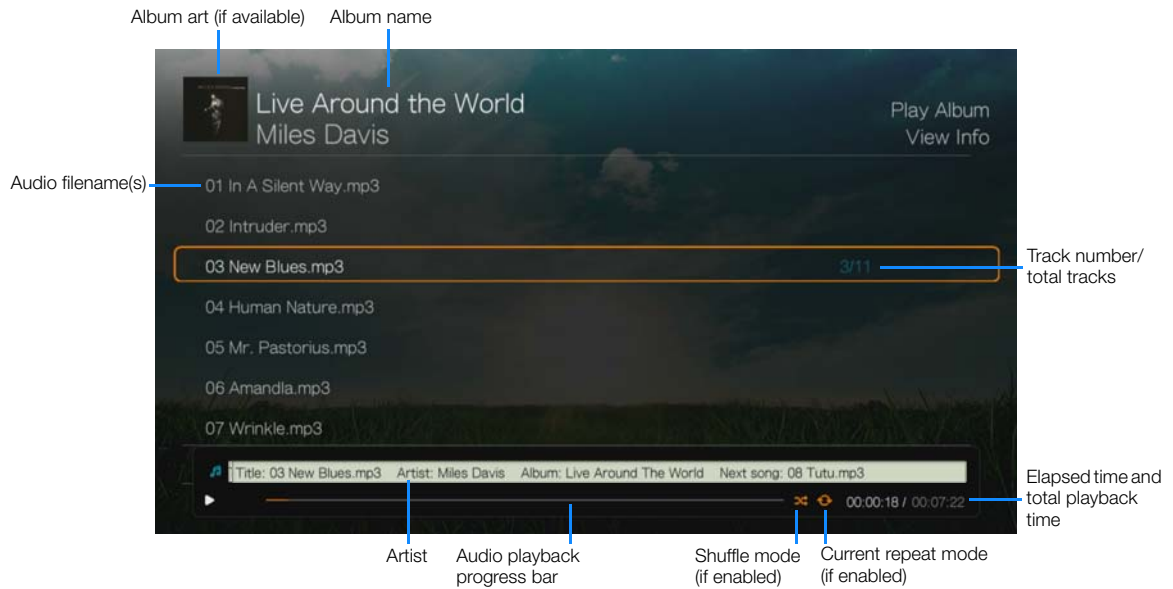 Album art (if available)
Album name
Live Around the World
Miles Davis
Play Album
View Info
Audio filename(s)
01 In A Silent Way.mp3
02 Intruder.mp3
03 New Blues.mp3
3/11
Track number/
total tracks
04 Human Nature.mp3
05 Mr. Pastorius.mp3
06 Amandla.mp3
07 Wrinkle.mp3
Title: 03 New Blues.mp3 Artist: Miles Davis Album: Live Around The World Next song: 08 Tutu.mp3
00:00:18 / 00:07:22
Elapsed time and
total playback
time
Artist
Audio playback
progress bar
Shuffle mode
(if enabled)
Current repeat mode
(if enabled)